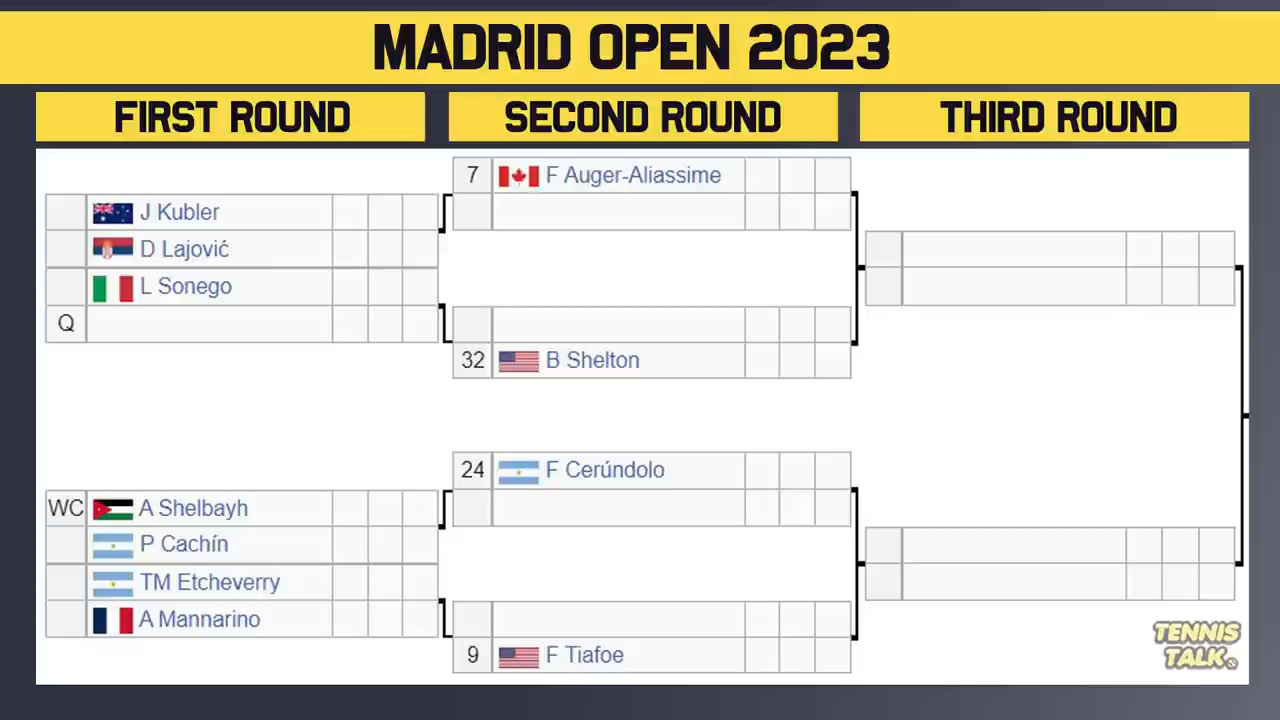 MADRID OPEN 2023
FIRST ROUND
SECOND ROUND
THIRD ROUND
7 F Auger-Aliassime
J Kubler
D Lajović
L Sonego
Q
32 B Shelton
24 F Cerúndolo
WC A Shelbayh
P Cachín
TM Etcheverry
A Mannarino
9 F Tiafoe
TENNIS
TALK